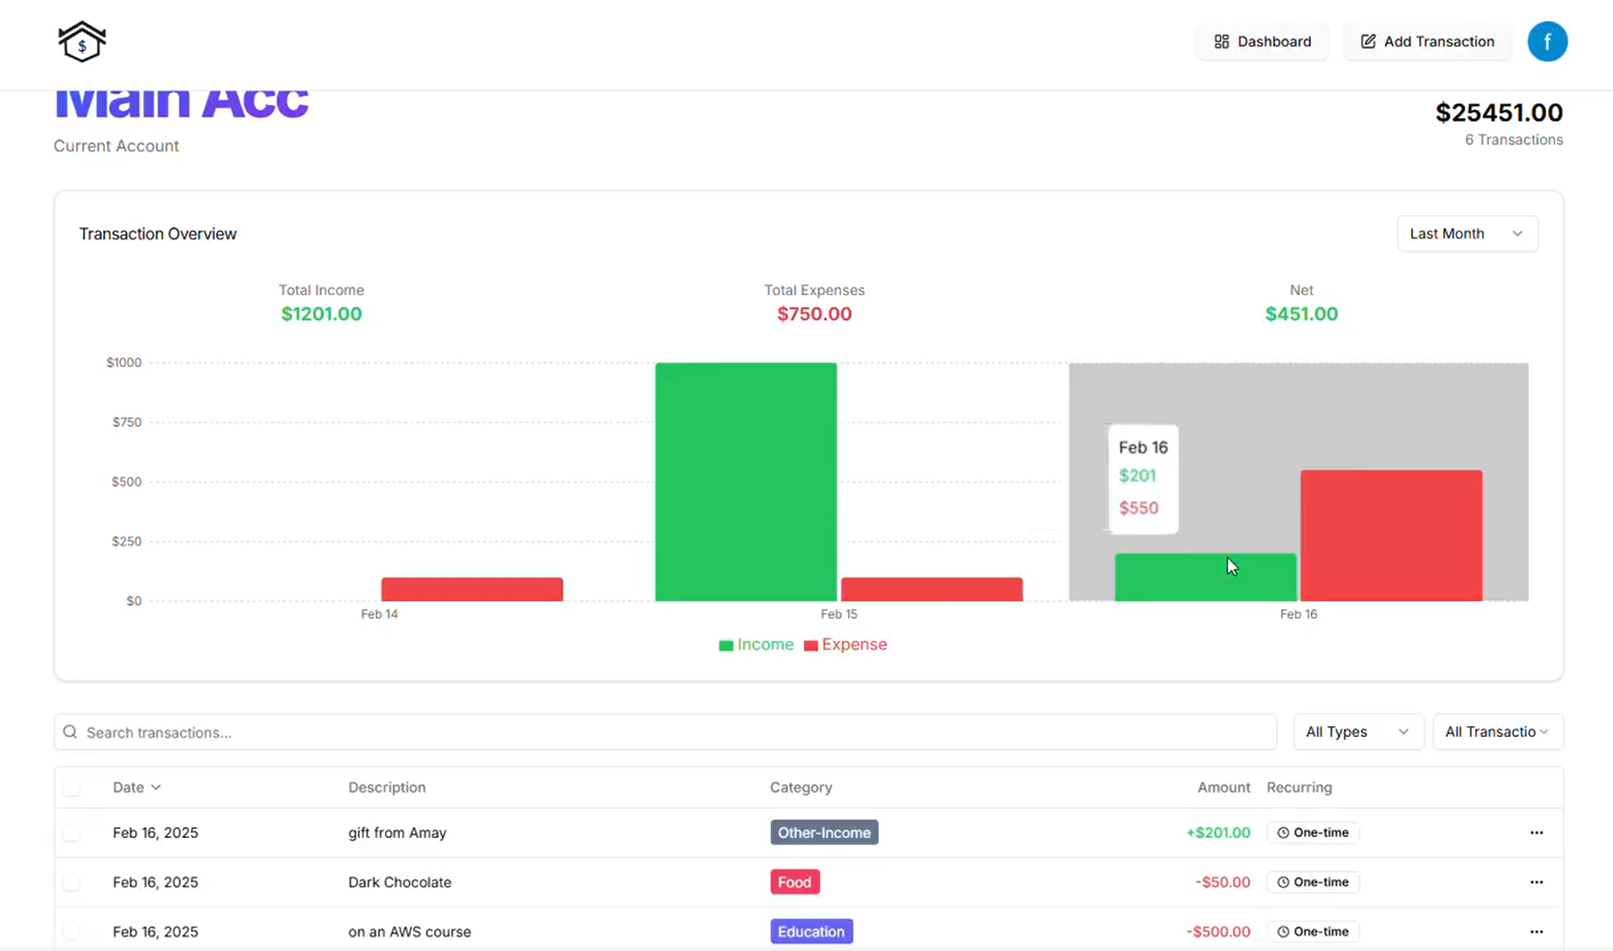 $
Dashboard
Add Transaction
f
Main Acc
$25451.00
Current Account
6 Transactions
Transaction Overview
Last Month
Total Income
Total Expenses
Net
$1201.00
$750.00
$451.00
$1000
$750
$500
$250
$0
Feb 16
$201
$550
Feb 14
Feb 15
Feb 16
Income
Expense
Search transactions...
All Types
All Transactio
Date Description Category Amount Recurring
Feb 16, 2025 gift from Amay Other-Income +$201.00 One-time
Feb 16, 2025 Dark Chocolate Food -$50.00 One-time
Feb 16, 2025 on an AWS course Education -$500.00 One-time